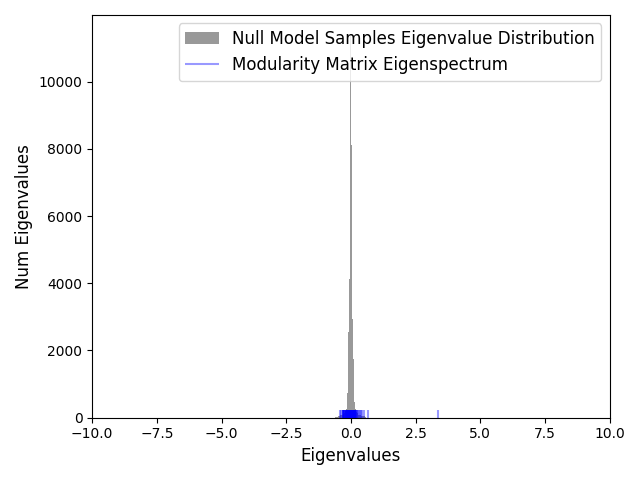 Null Model Samples Eigenvalue Distribution
Modularity Matrix Eigenspectrum
10000
8000
6000
4000
2000
0
Num Eigenvalues
−10.0 −7.5 −5.0 −2.5 0.0 2.5 5.0 7.5 10.0
Eigenvalues